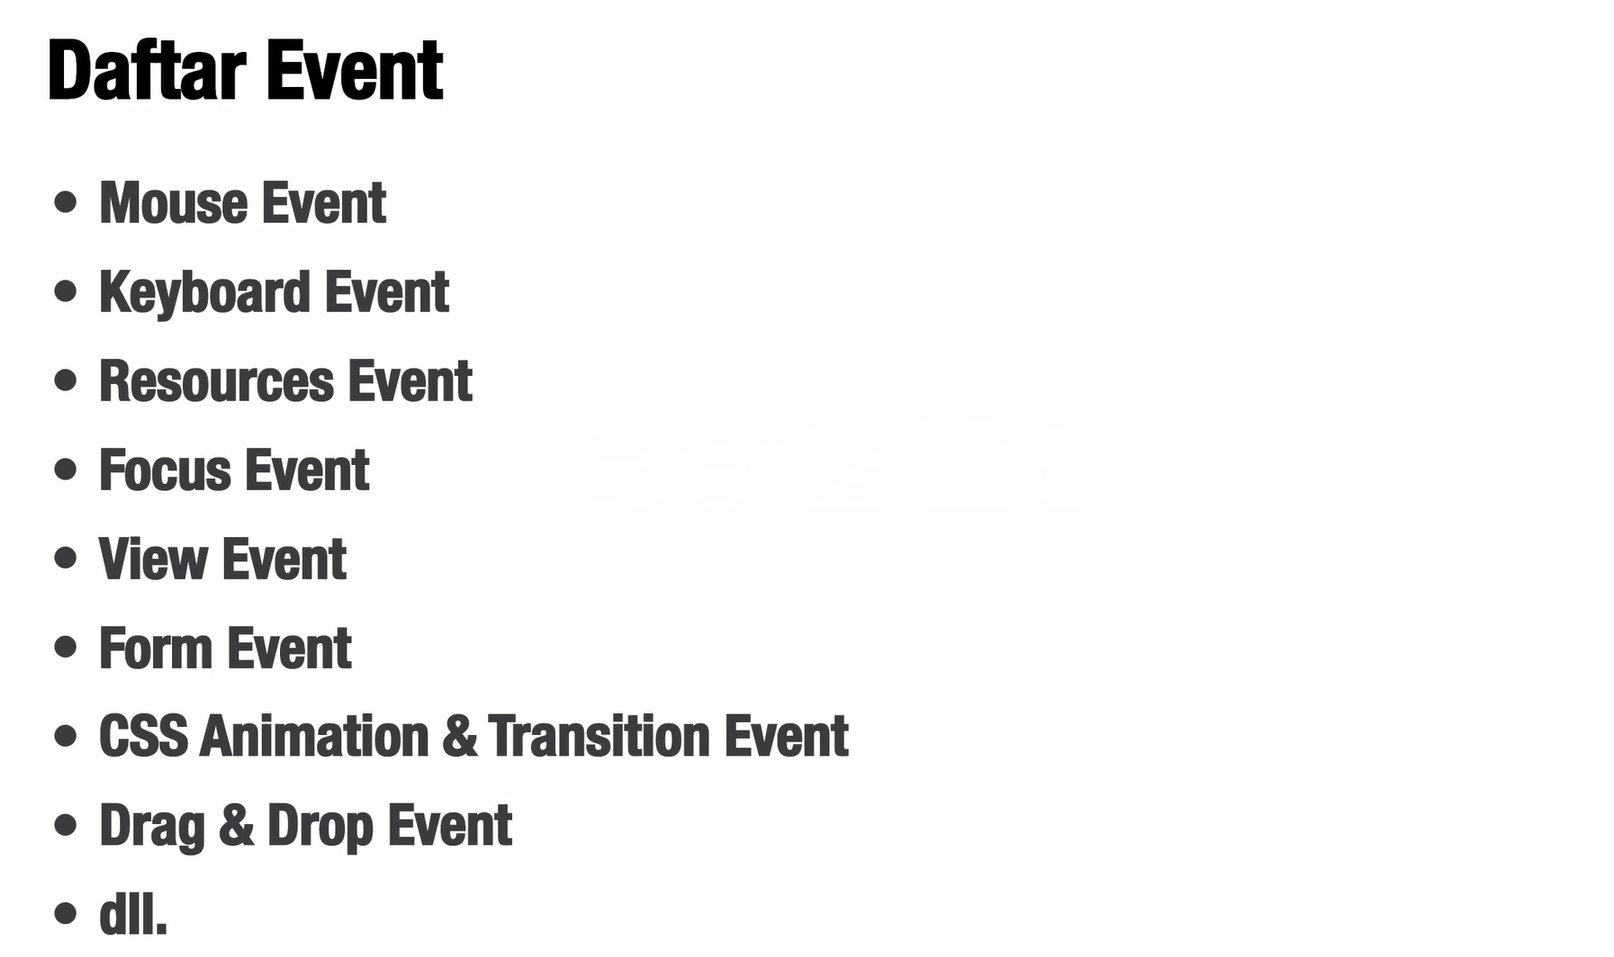 Daftar Event
• Mouse Event
• Keyboard Event
• Resources Event
• Focus Event
• View Event
• Form Event
• CSS Animation & Transition Event
• Drag & Drop Event
• dll.